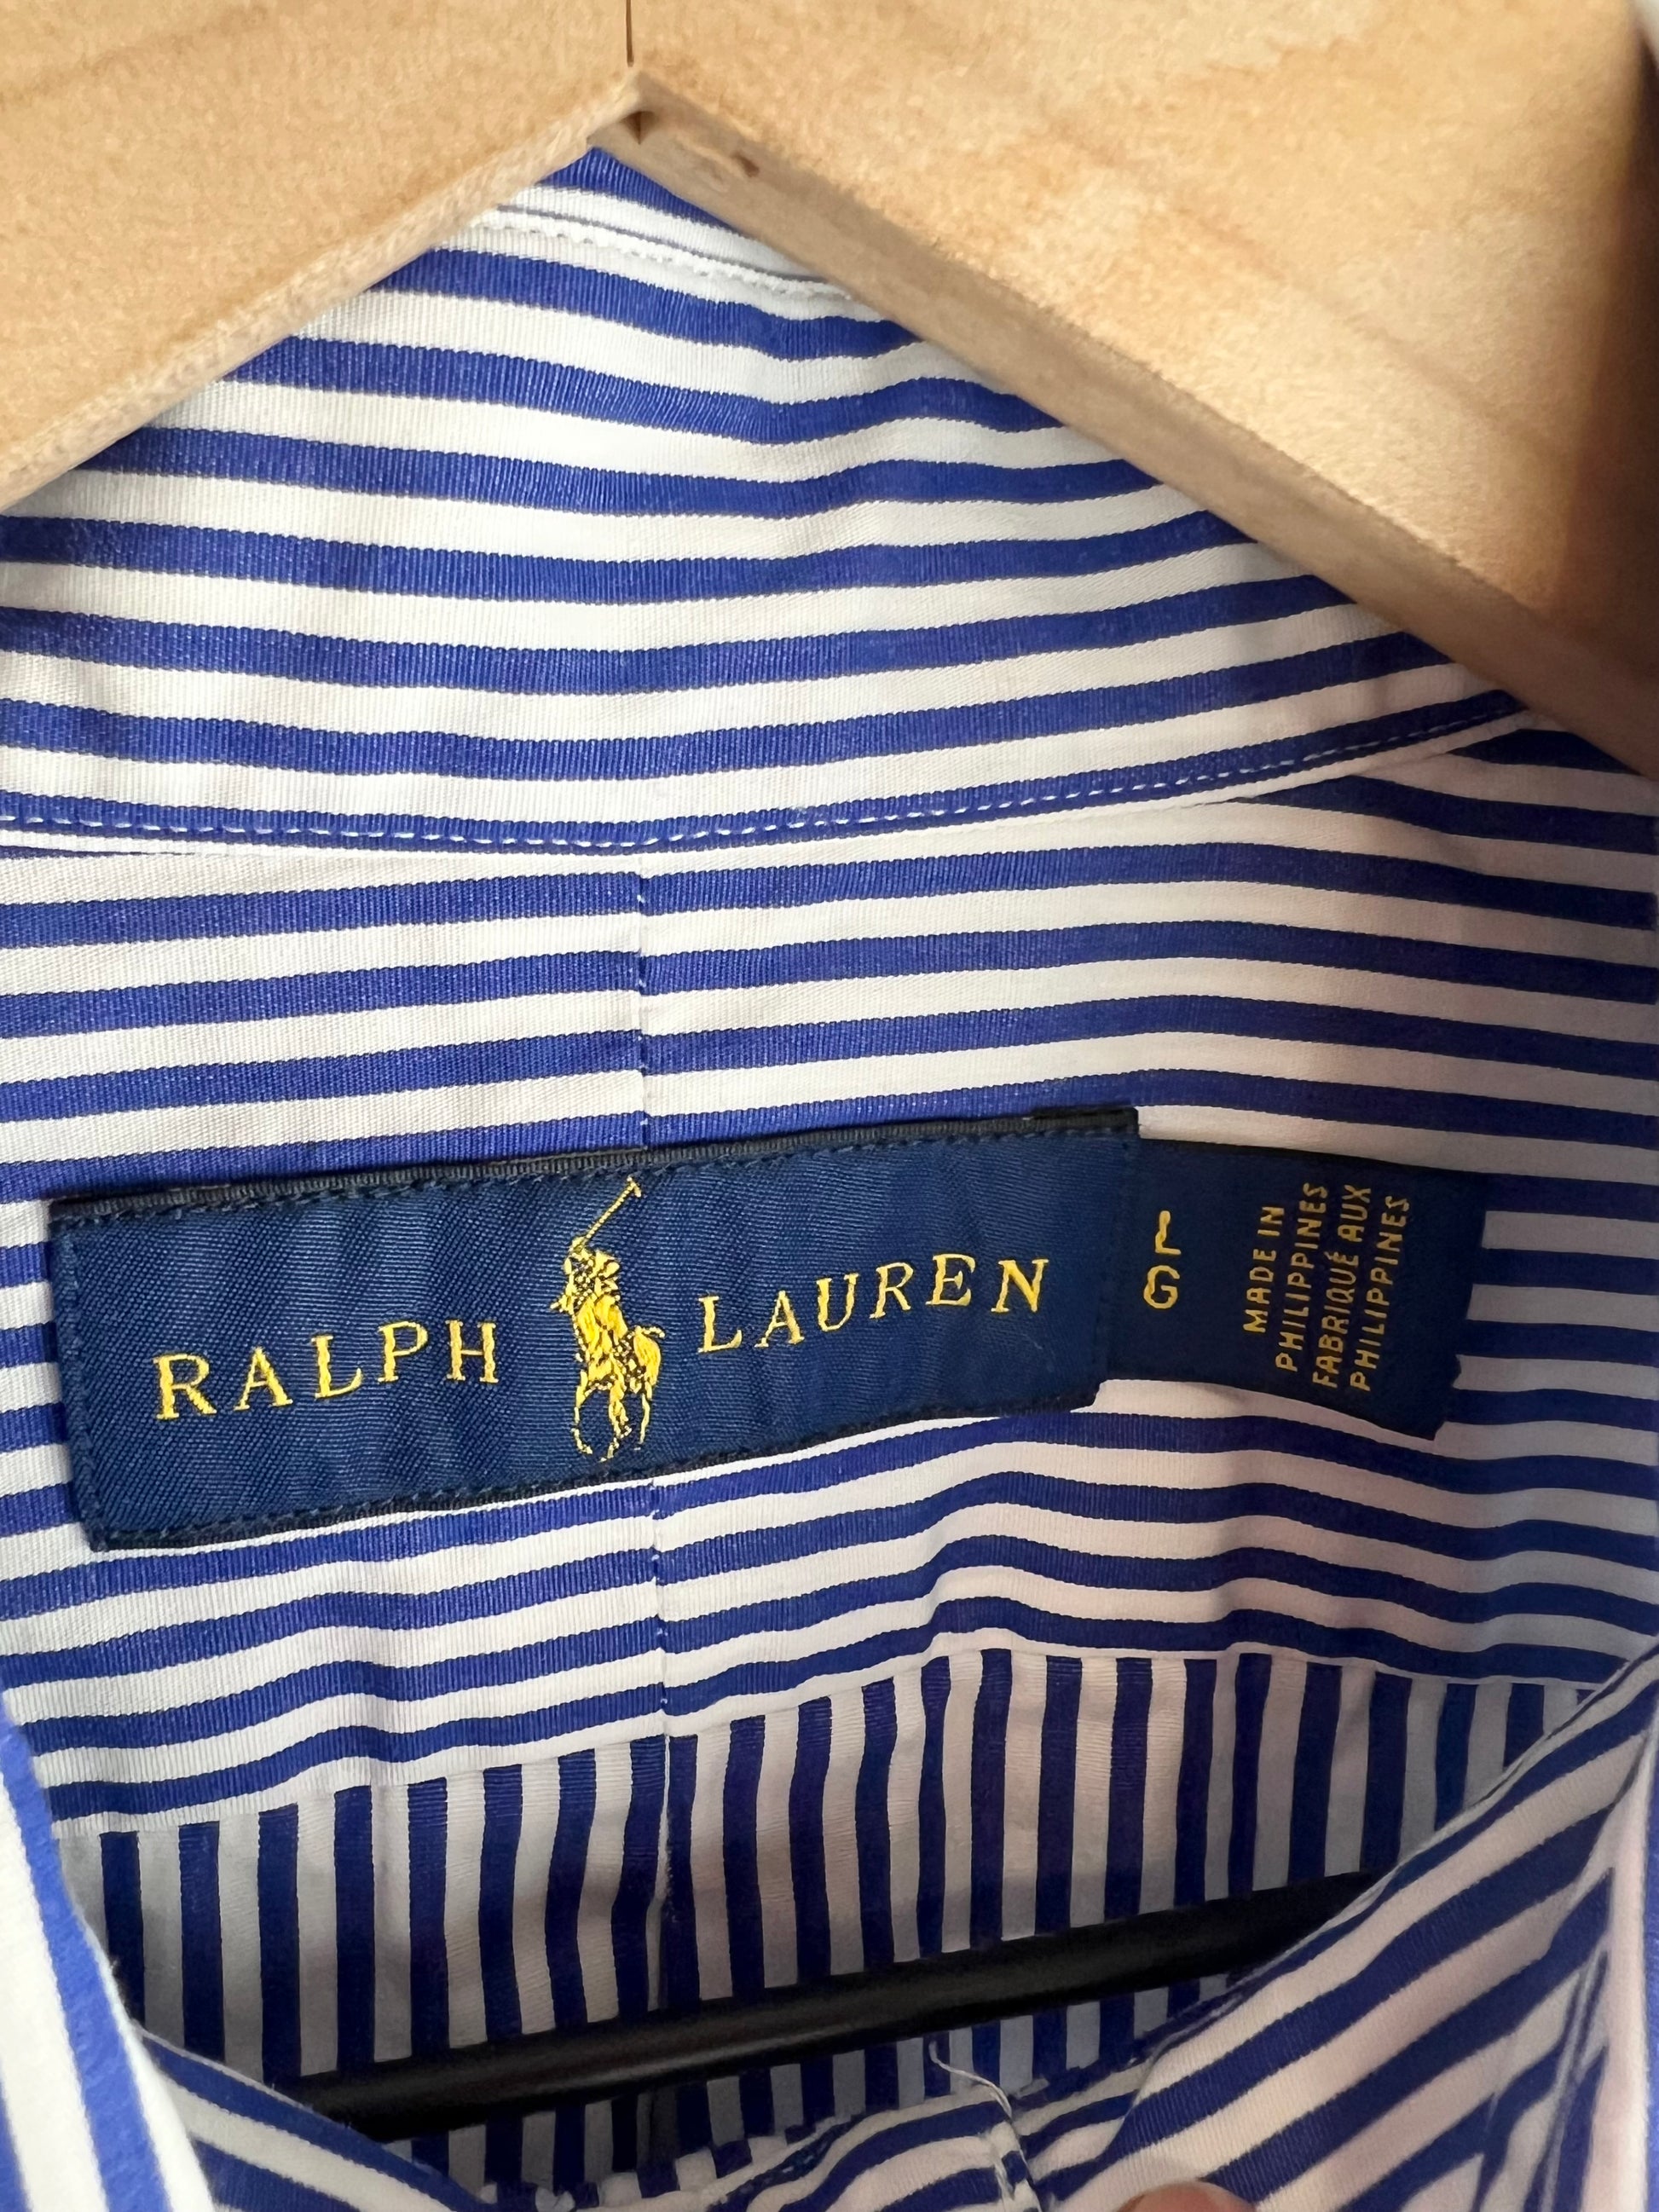 RALPH LAUREN
L
G
MADE IN
PHILIPPINES
FABRIQUÉ AUX
PHILIPPINES